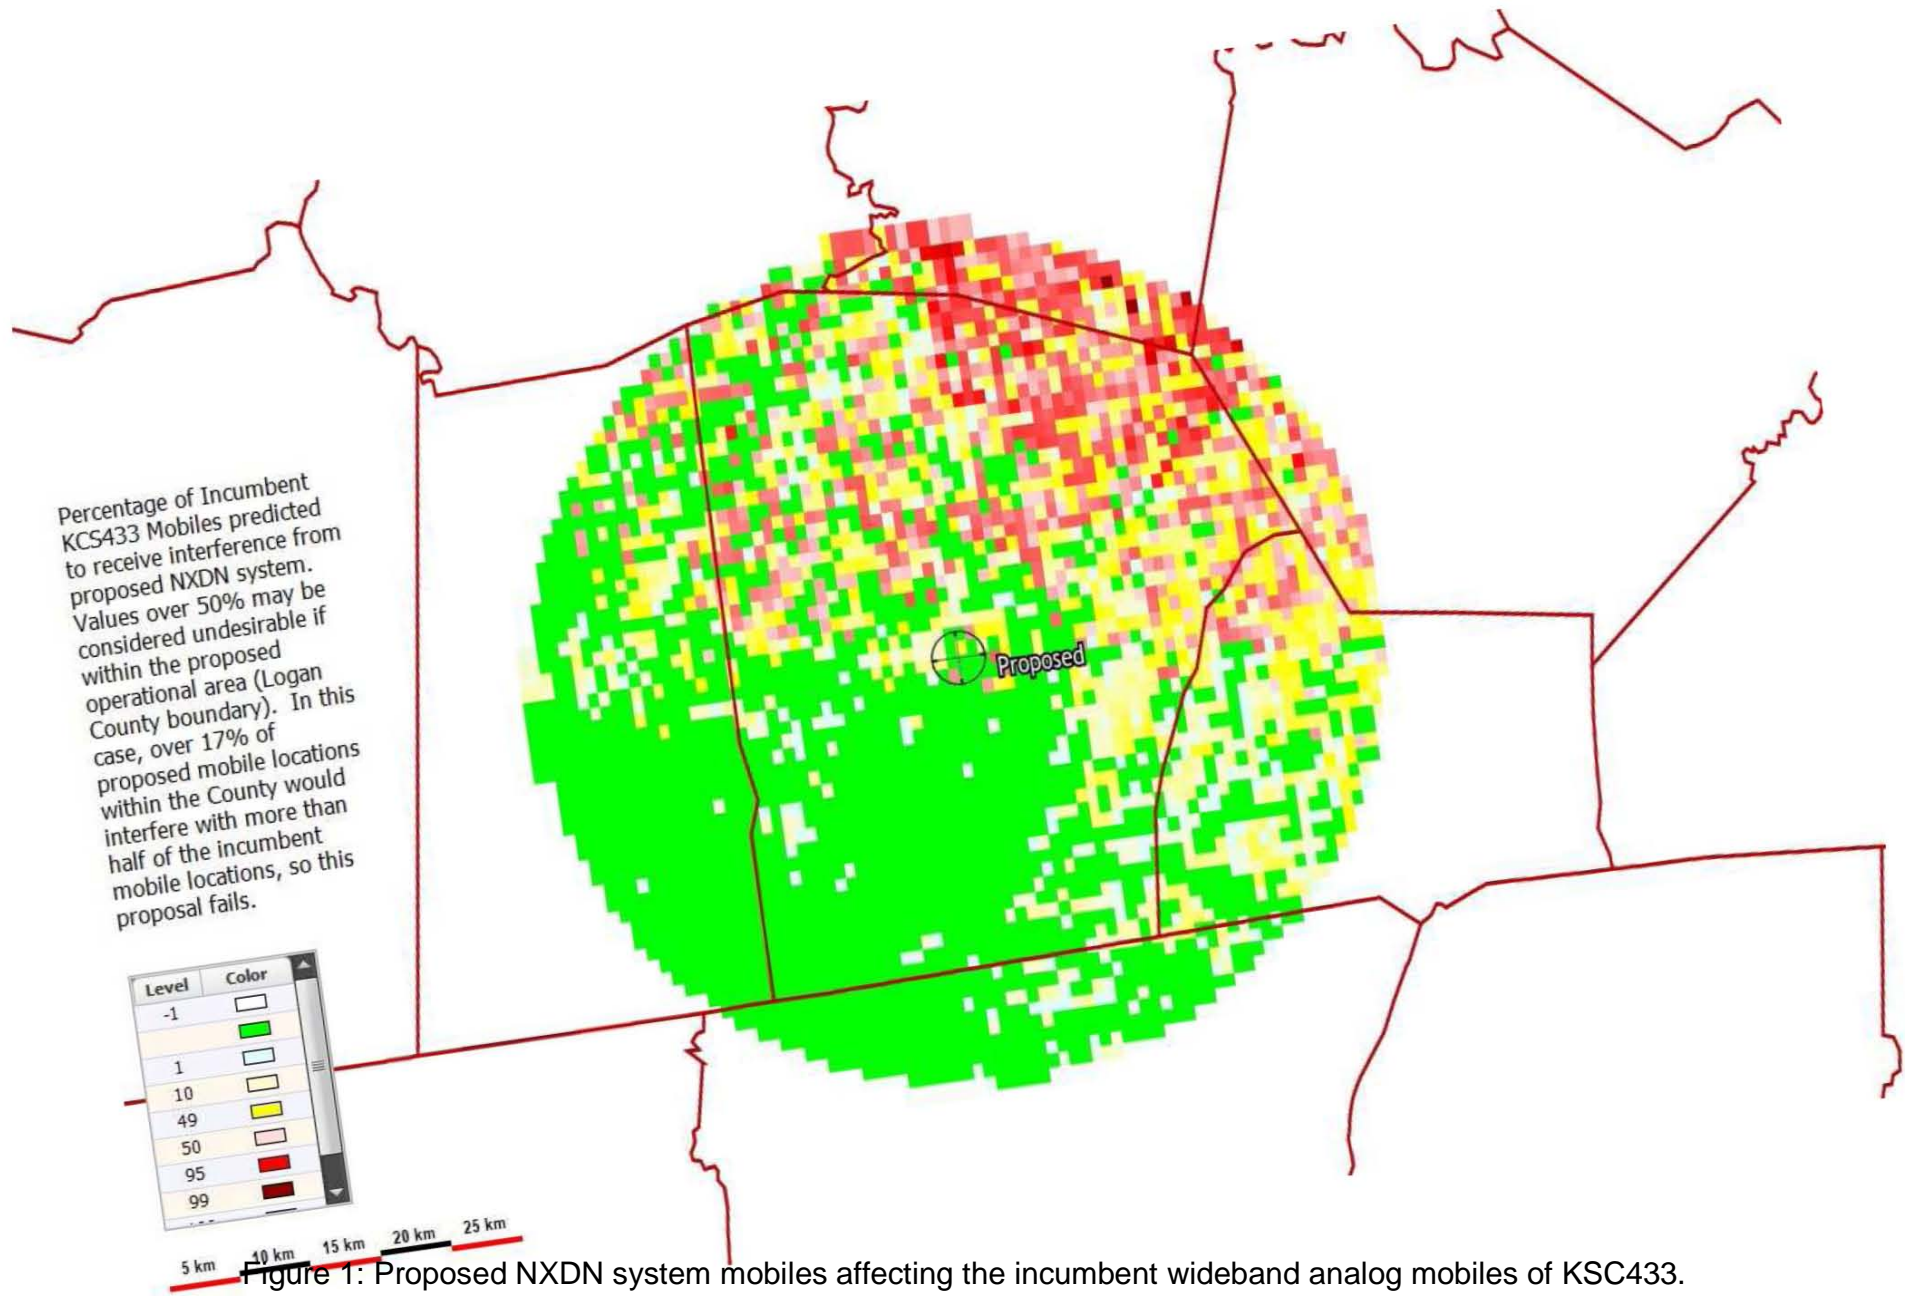 Percentage of Incumbent
KCS433 Mobiles predicted
to receive interference from
proposed NXDN system.
Values over 50% may be
considered undesirable if
within the proposed
operational area (Logan
County boundary).  In this
case, over 17% of
proposed mobile locations
within the County would
interfere with more than
half of the incumbent
mobile locations, so this
proposal fails.
Proposed
Level Color
-1
1
10
49
50
95
99
5 km 10 km 15 km 20 km 25 km
Figure 1: Proposed NXDN system mobiles affecting the incumbent wideband analog mobiles of KSC433.